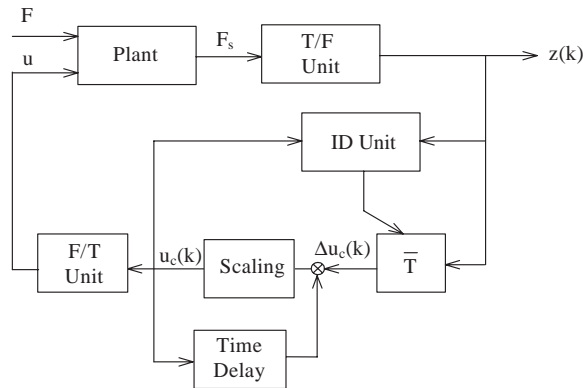 F
u
Plant
F_s
T/F
Unit
z(k)
ID Unit
F/T
Unit
u_c(k)
Scaling
Δu_c(k)
T̅
Time
Delay